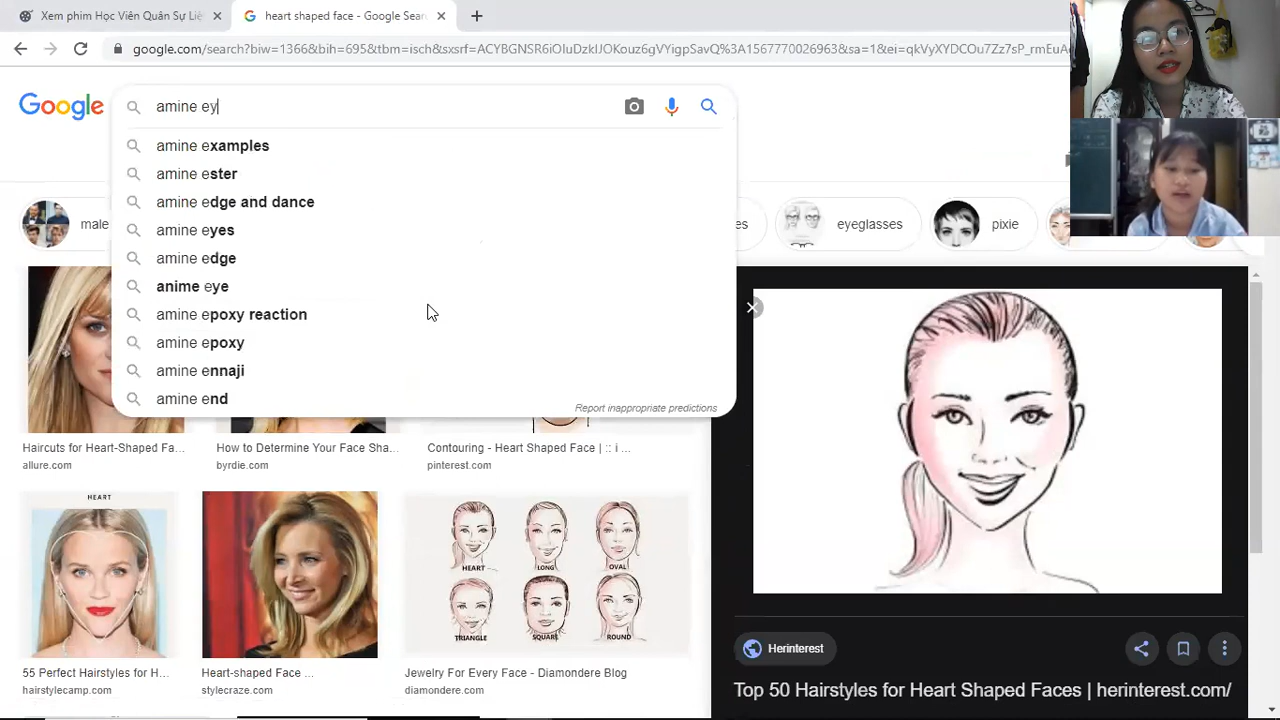 Xem phim Học Viên Quân Sự Liê
heart shaped face - Google Sear
google.com/search?biw=1366&bih=695&tbm=isch&sxsrf=ACYBGNSR6iOIuDzkIJOKouz6gVYigpSavQ%3A1567770026963&sa=1&ei=qkVyXYDCOu7Zz7sP_rmEuA
Google
amine ey
amine examples
amine ester
amine edge and dance
amine eyes
amine edge
anime eye
amine epoxy reaction
amine epoxy
amine ennaji
amine end
Report inappropriate predictions
male
es
eyeglasses
pixie
Haircuts for Heart-Shaped Fa...
allure.com
How to Determine Your Face Sha...
byrdie.com
Contouring - Heart Shaped Face | :: i ...
pinterest.com
HEART
HEART
LONG
OVAL
TRIANGLE
SQUARE
ROUND
55 Perfect Hairstyles for H...
hairstylecamp.com
Heart-shaped Face ...
stylecraze.com
Jewelry For Every Face - Diamondere Blog
diamondere.com
Herinterest
Top 50 Hairstyles for Heart Shaped Faces | herinterest.com/